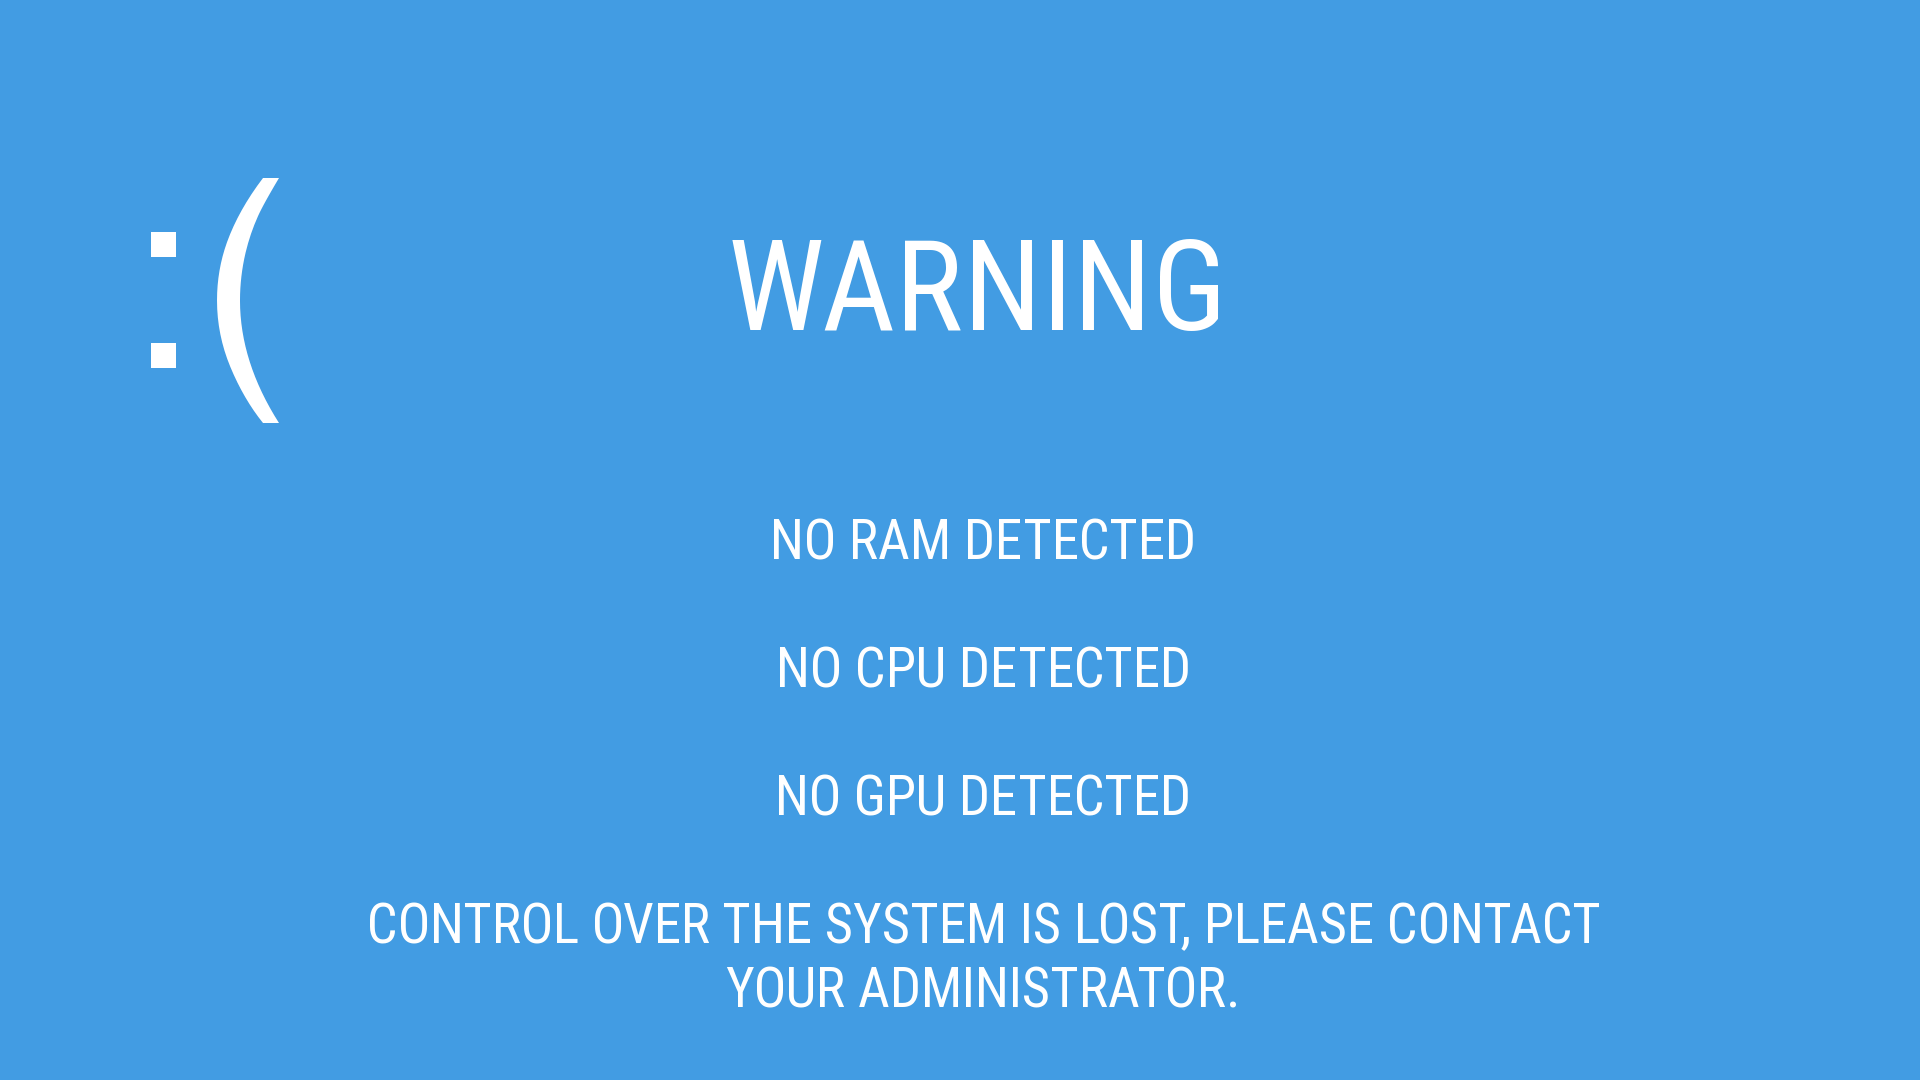 :(
WARNING
NO RAM DETECTED
NO CPU DETECTED
NO GPU DETECTED
CONTROL OVER THE SYSTEM IS LOST, PLEASE CONTACT
YOUR ADMINISTRATOR.